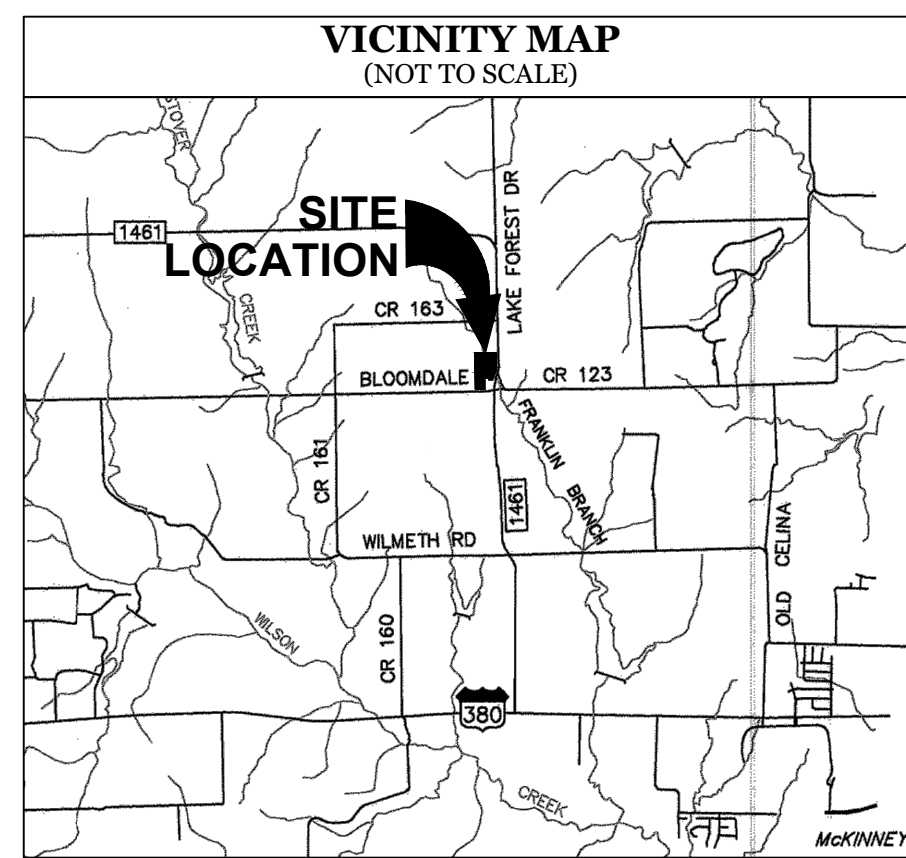 VICINITY MAP
(NOT TO SCALE)
STOVER
CREEK
1461
SITE
LOCATION
LAKE FOREST DR
CR 163
BLOOMDALE
CR 123
FRANKLIN
BRANCH
CR 161
1461
WILMETH RD
OLD CELINA
WILSON
CREEK
CR 160
380
McKINNEY